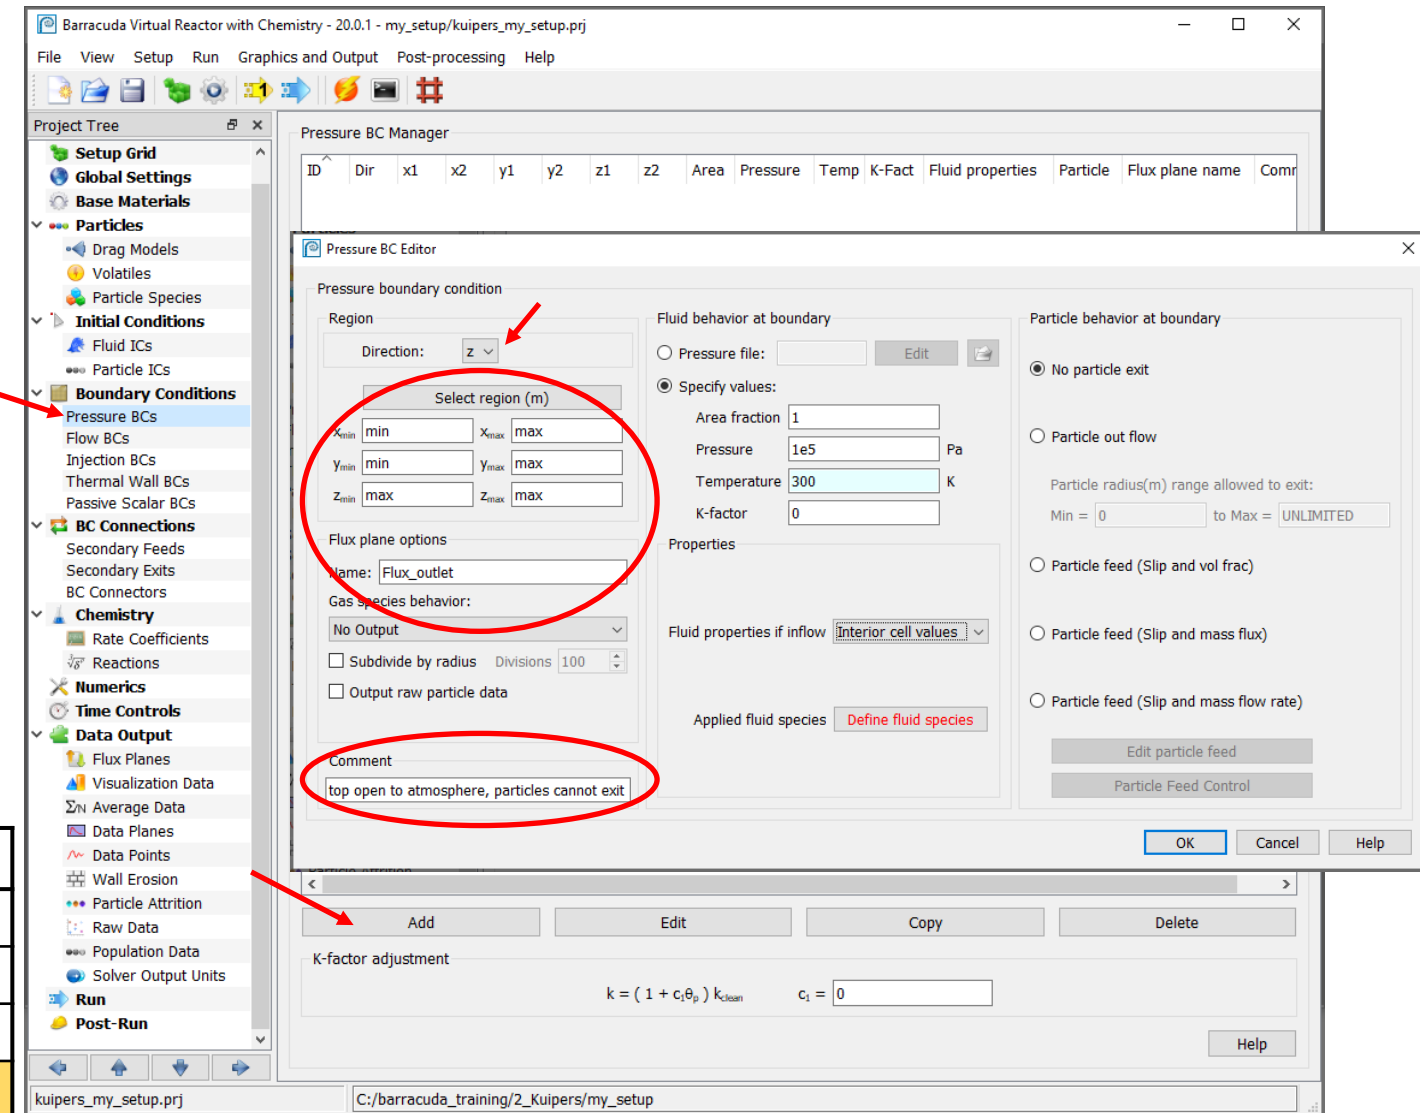 Barracuda Virtual Reactor with Chemistry - 20.0.1 - my_setup/kuipers_my_setup.prj
File View Setup Run Graphics and Output Post-processing Help
Project Tree
Setup Grid
Global Settings
Base Materials
Particles
Drag Models
Volatiles
Particle Species
Initial Conditions
Fluid ICs
Particle ICs
Boundary Conditions
Pressure BCs
Flow BCs
Injection BCs
Thermal Wall BCs
Passive Scalar BCs
BC Connections
Secondary Feeds
Secondary Exits
BC Connectors
Chemistry
Rate Coefficients
Reactions
Numerics
Time Controls
Data Output
Flux Planes
Visualization Data
Average Data
Data Planes
Data Points
Wall Erosion
Particle Attrition
Raw Data
Population Data
Solver Output Units
Run
Post-Run
Pressure BC Manager
ID Dir x1 x2 y1 y2 z1 z2 Area Pressure Temp K-Fact Fluid properties Particle Flux plane name
Pressure BC Editor
Pressure boundary condition
Region
Direction: z
Select region (m)
xmin min xmax max
ymin min ymax max
zmin max zmax max
Flux plane options
Name: Flux_outlet
Gas species behavior:
No Output
Subdivide by radius Divisions 100
Output raw particle data
Comment
top open to atmosphere, particles cannot exit
Fluid behavior at boundary
Pressure file: Edit
Specify values:
Area fraction 1
Pressure 1e5 Pa
Temperature 300 K
K-factor 0
Properties
Fluid properties if inflow Interior cell values
Applied fluid species Define fluid species
Particle behavior at boundary
No particle exit
Particle out flow
Particle radius(m) range allowed to exit:
Min = 0 to Max = UNLIMITED
Particle feed (Slip and vol frac)
Particle feed (Slip and mass flux)
Particle feed (Slip and mass flow rate)
Edit particle feed
Particle Feed Control
OK Cancel Help
Add Edit Copy Delete
K-factor adjustment
k = ( 1 + c₁θp ) kclean c₁ = 0
Help
kuipers_my_setup.prj C:/barracuda_training/2_Kuipers/my_setup